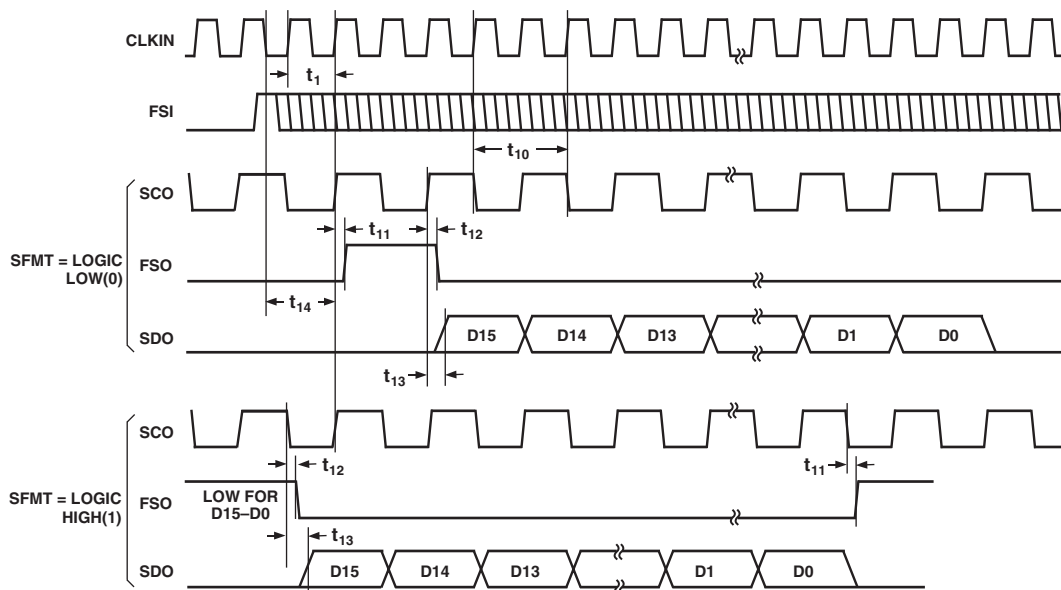 CLKIN
t1
FSI
t10
SCO
t11
t12
SFMT = LOGIC
LOW(0)
FSO
t14
SDO
D15
D14
D13
D1
D0
t13
SCO
t12
t11
SFMT = LOGIC
HIGH(1)
FSO
LOW FOR
D15–D0
t13
SDO
D15
D14
D13
D1
D0